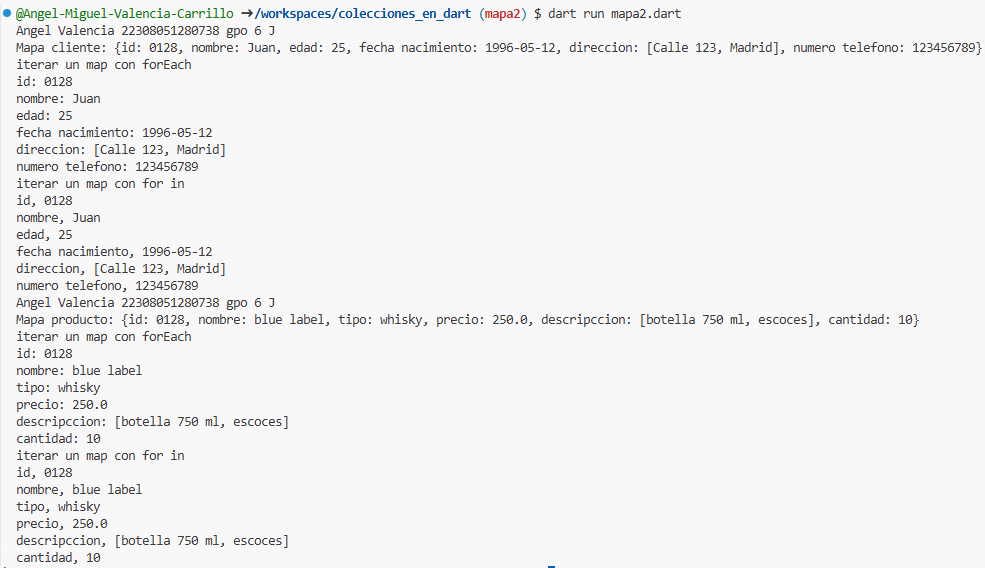 @Angel-Miguel-Valencia-Carrillo ➜/workspaces/colecciones_en_dart (mapa2) $ dart run mapa2.dart
Angel Valencia 22308051280738 gpo 6 J
Mapa cliente: {id: 0128, nombre: Juan, edad: 25, fecha nacimiento: 1996-05-12, direccion: [Calle 123, Madrid], numero telefono: 123456789}
iterar un map con forEach
id: 0128
nombre: Juan
edad: 25
fecha nacimiento: 1996-05-12
direccion: [Calle 123, Madrid]
numero telefono: 123456789
iterar un map con for in
id, 0128
nombre, Juan
edad, 25
fecha nacimiento, 1996-05-12
direccion, [Calle 123, Madrid]
numero telefono, 123456789
Angel Valencia 22308051280738 gpo 6 J
Mapa producto: {id: 0128, nombre: blue label, tipo: whisky, precio: 250.0, descripccion: [botella 750 ml, escoces], cantidad: 10}
iterar un map con forEach
id: 0128
nombre: blue label
tipo: whisky
precio: 250.0
descripccion: [botella 750 ml, escoces]
cantidad: 10
iterar un map con for in
id, 0128
nombre, blue label
tipo, whisky
precio, 250.0
descripccion, [botella 750 ml, escoces]
cantidad, 10